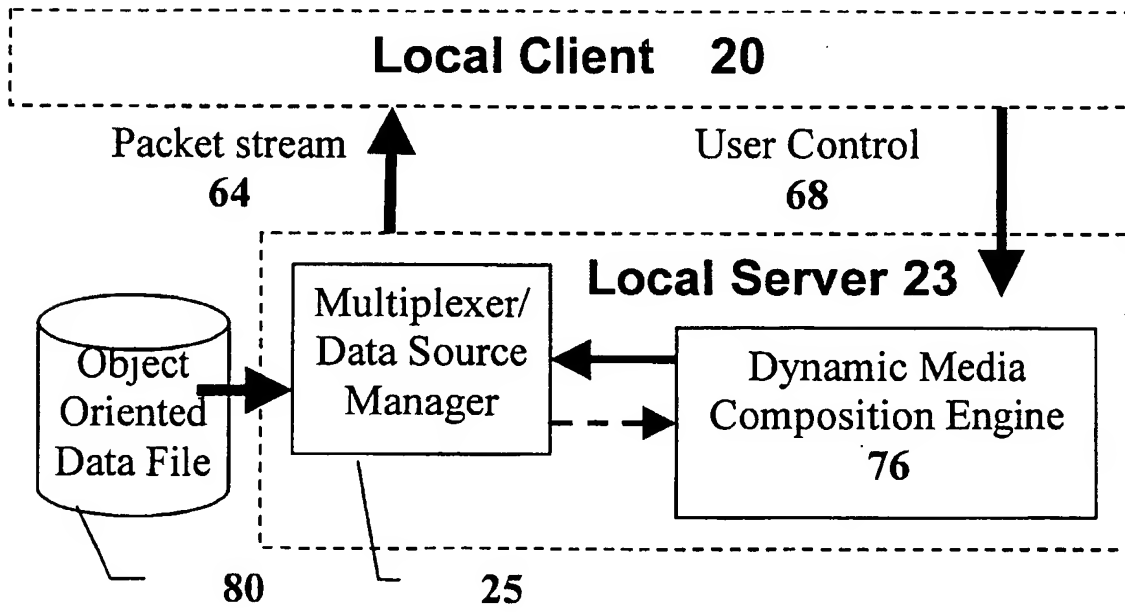 Local Client 20
Packet stream
64
User Control
68
Local Server 23
Multiplexer/
Data Source
Manager
Object
Oriented
Data File
Dynamic Media
Composition Engine
76
80
25